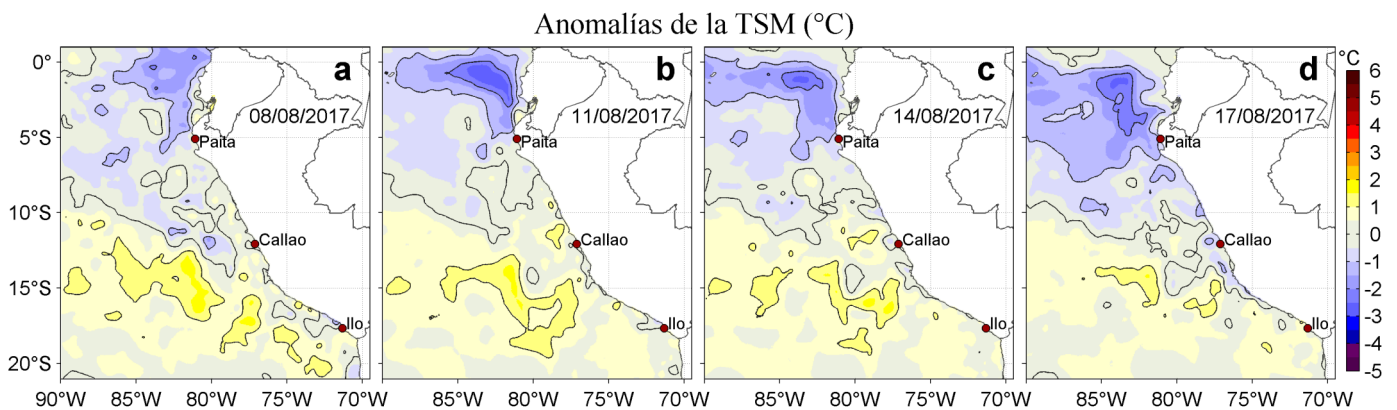 Anomalías de la TSM (°C)
a
b
c
d
08/08/2017
11/08/2017
14/08/2017
17/08/2017
Paita
Callao
Ilo
Paita
Callao
Ilo
Paita
Callao
Ilo
Paita
Callao
Ilo
0°
5°S
10°S
15°S
20°S
90°W 85°W 80°W 75°W 70°W
85°W 80°W 75°W 70°W
85°W 80°W 75°W 70°W
85°W 80°W 75°W 70°W
°C
6
5
4
3
2
1
0
-1
-2
-3
-4
-5